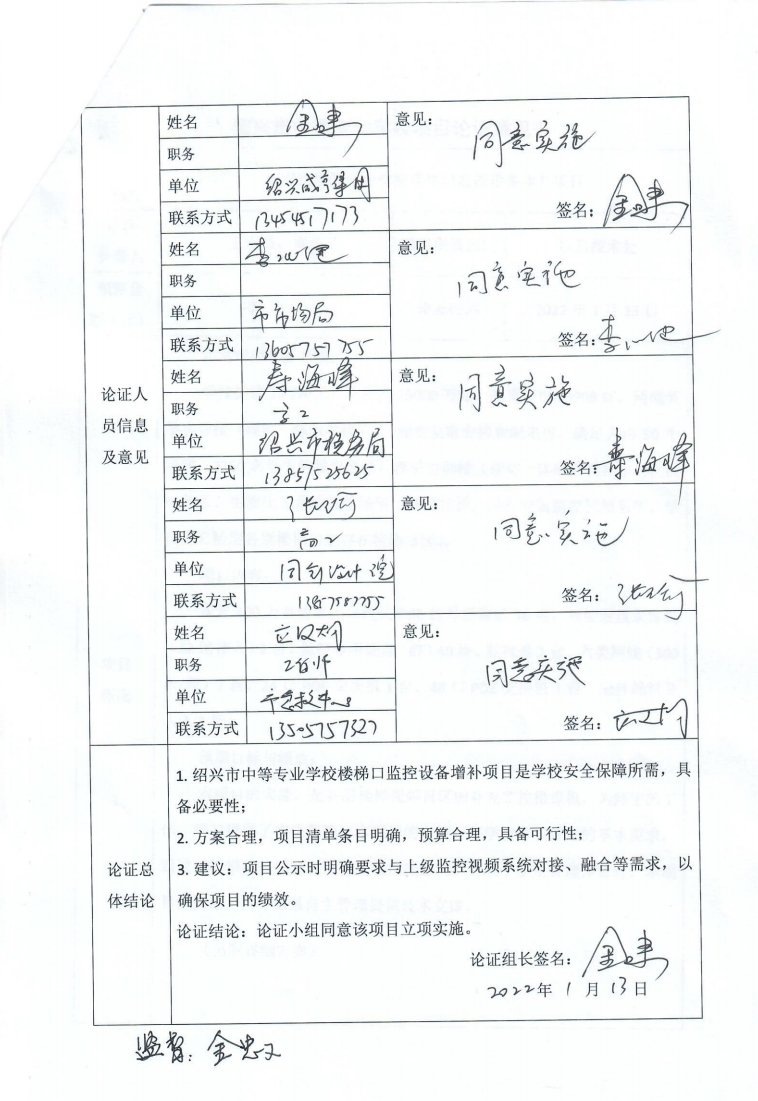 姓名 意见:
同意实施
职务
单位 绍兴咸亨集团
联系方式 13454517173 签名:
姓名 意见:
同意实施
职务
单位 市市场局
联系方式 13605757755 签名:
姓名 寿海峰 意见:
同意实施
职务 高工
单位 绍兴市税务局
联系方式 13857525625 签名: 寿海峰
姓名 意见:
同意实施
职务 高工
单位
联系方式 签名:
姓名 意见:
同意实施
职务
单位
联系方式 13505757327 签名:
论证人
员信息
及意见
1. 绍兴市中等专业学校楼梯口监控设备增补项目是学校安全保障所需，具
备必要性；
2. 方案合理，项目清单条目明确，预算合理，具备可行性；
3. 建议：项目公示时明确要求与上级监控视频系统对接、融合等需求，以
确保项目的绩效。
论证结论：论证小组同意该项目立项实施。
论证总
体结论
论证组长签名:
2022年 1 月 13 日
监督: 金忠